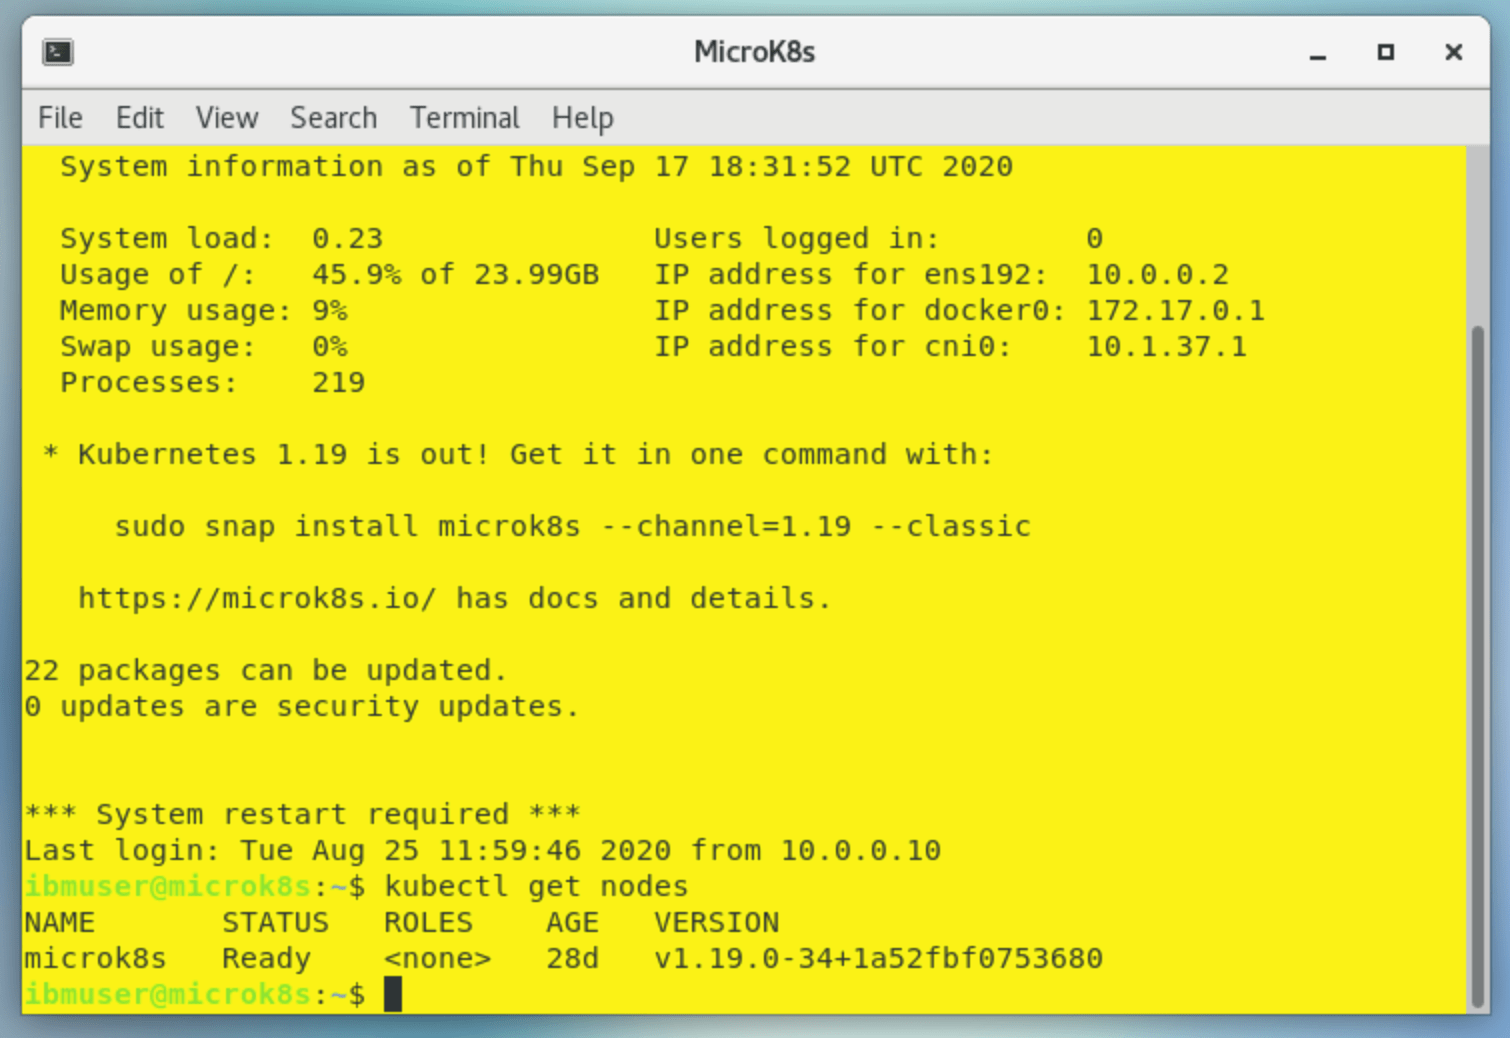 MicroK8s
File Edit View Search Terminal Help
System information as of Thu Sep 17 18:31:52 UTC 2020
System load: 0.23 Users logged in: 0
Usage of /: 45.9% of 23.99GB IP address for ens192: 10.0.0.2
Memory usage: 9% IP address for docker0: 172.17.0.1
Swap usage: 0% IP address for cni0: 10.1.37.1
Processes: 219
* Kubernetes 1.19 is out! Get it in one command with:
sudo snap install microk8s --channel=1.19 --classic
https://microk8s.io/ has docs and details.
22 packages can be updated.
0 updates are security updates.
*** System restart required ***
Last login: Tue Aug 25 11:59:46 2020 from 10.0.0.10
ibmuser@microk8s:~$ kubectl get nodes
NAME STATUS ROLES AGE VERSION
microk8s Ready <none> 28d v1.19.0-34+1a52fbf0753680
ibmuser@microk8s:~$